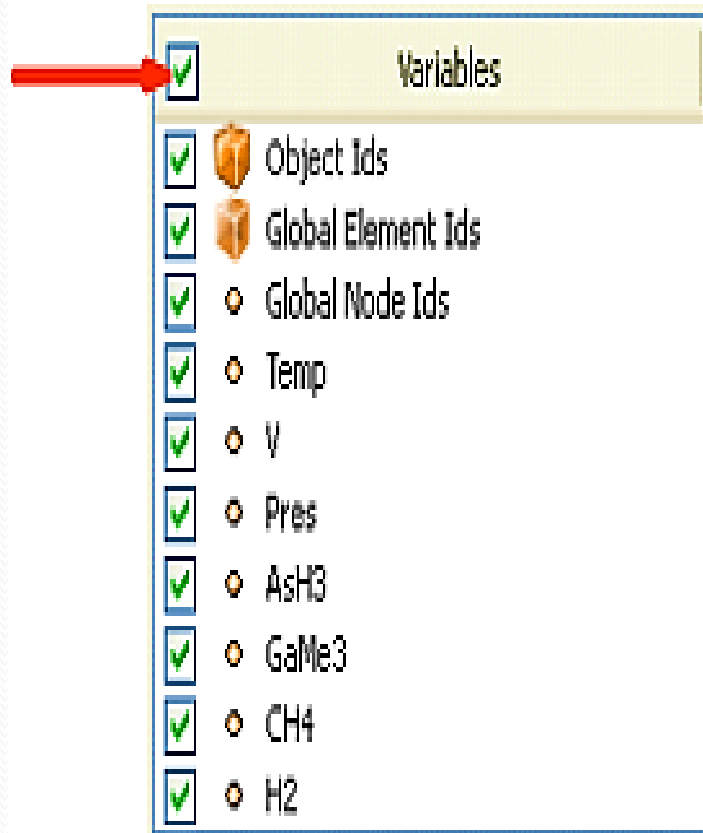 Variables
Object Ids
Global Element Ids
Global Node Ids
Temp
V
Pres
AsH3
GaMe3
CH4
H2